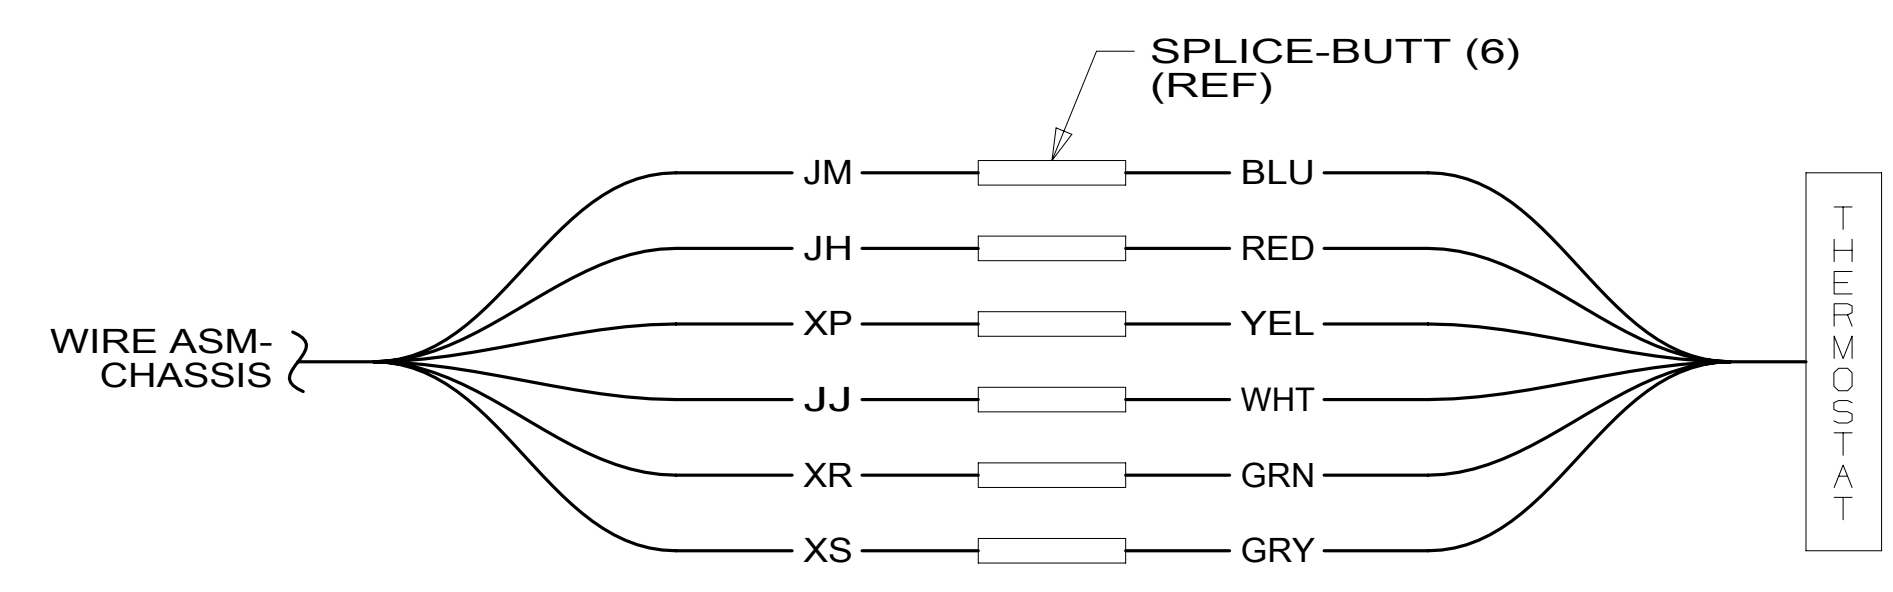 SPLICE-BUTT (6)
(REF)
JM BLU
JH RED
XP YEL
WIRE ASM-
CHASSIS
JJ WHT
XR GRN
XS GRY
THERMOSTAT